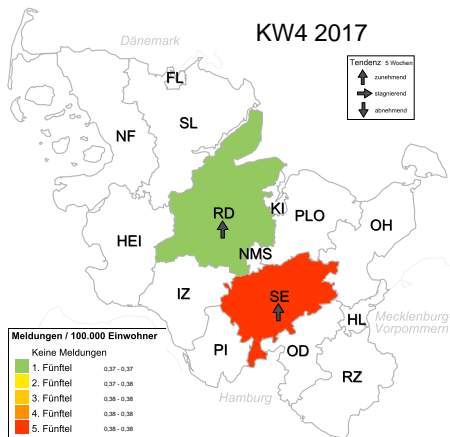 KW4 2017
Dänemark
Tendenz 5 Wochen
zunehmend
stagnierend
abnehmend
FL
NF
SL
RD
KI
PLO
OH
HEI
NMS
IZ
SE
HL
Mecklenburg
Vorpommern
PI
OD
RZ
Hamburg
Meldungen / 100.000 Einwohner
Keine Meldungen
1. Fünftel 0,37 - 0,37
2. Fünftel 0,37 - 0,38
3. Fünftel 0,38 - 0,38
4. Fünftel 0,38 - 0,38
5. Fünftel 0,38 - 0,38